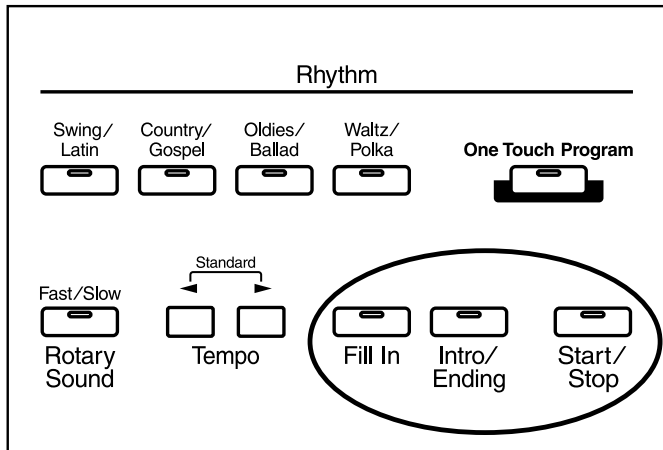 Rhythm
Swing/
Latin
Country/
Gospel
Oldies/
Ballad
Waltz/
Polka
One Touch Program
Standard
Fast/Slow
Rotary
Sound
Tempo
Fill In
Intro/
Ending
Start/
Stop